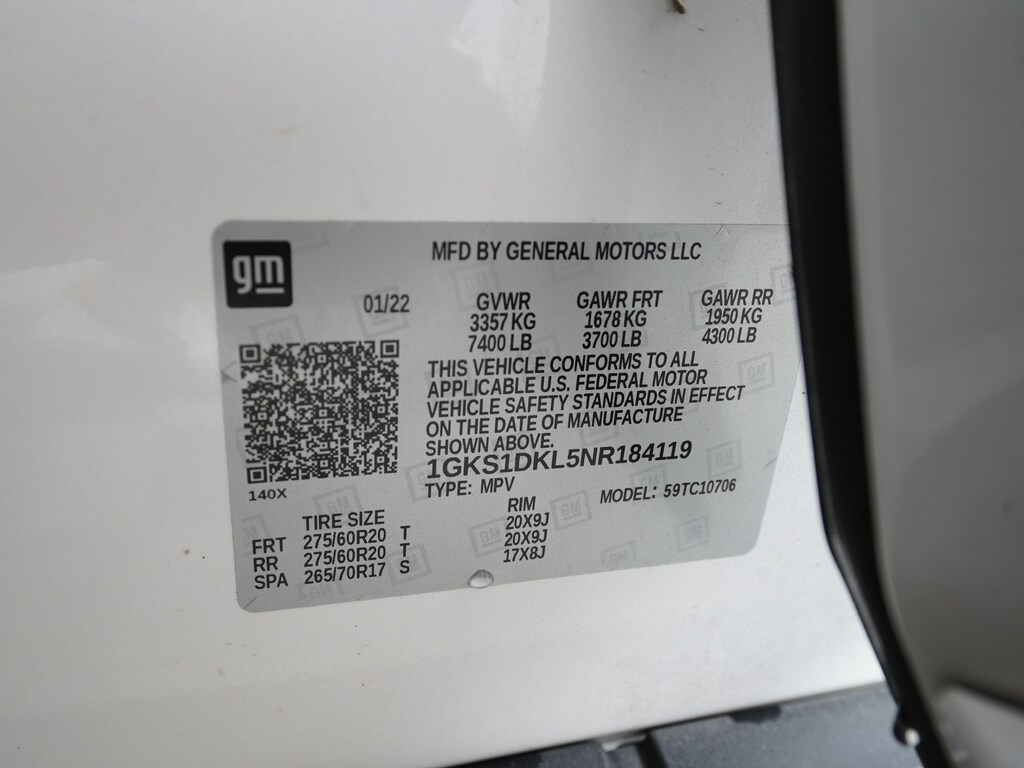 gm
MFD BY GENERAL MOTORS LLC
01/22 GVWR GAWR FRT GAWR RR
3357 KG 1678 KG 1950 KG
7400 LB 3700 LB 4300 LB
THIS VEHICLE CONFORMS TO ALL
APPLICABLE U.S. FEDERAL MOTOR
VEHICLE SAFETY STANDARDS IN EFFECT
ON THE DATE OF MANUFACTURE
SHOWN ABOVE.
1GKS1DKL5NR184119
140X
TYPE: MPV MODEL: 59TC10706
TIRE SIZE RIM
FRT 275/60R20 T 20X9J
RR 275/60R20 T 20X9J
SPA 265/70R17 S 17X8J